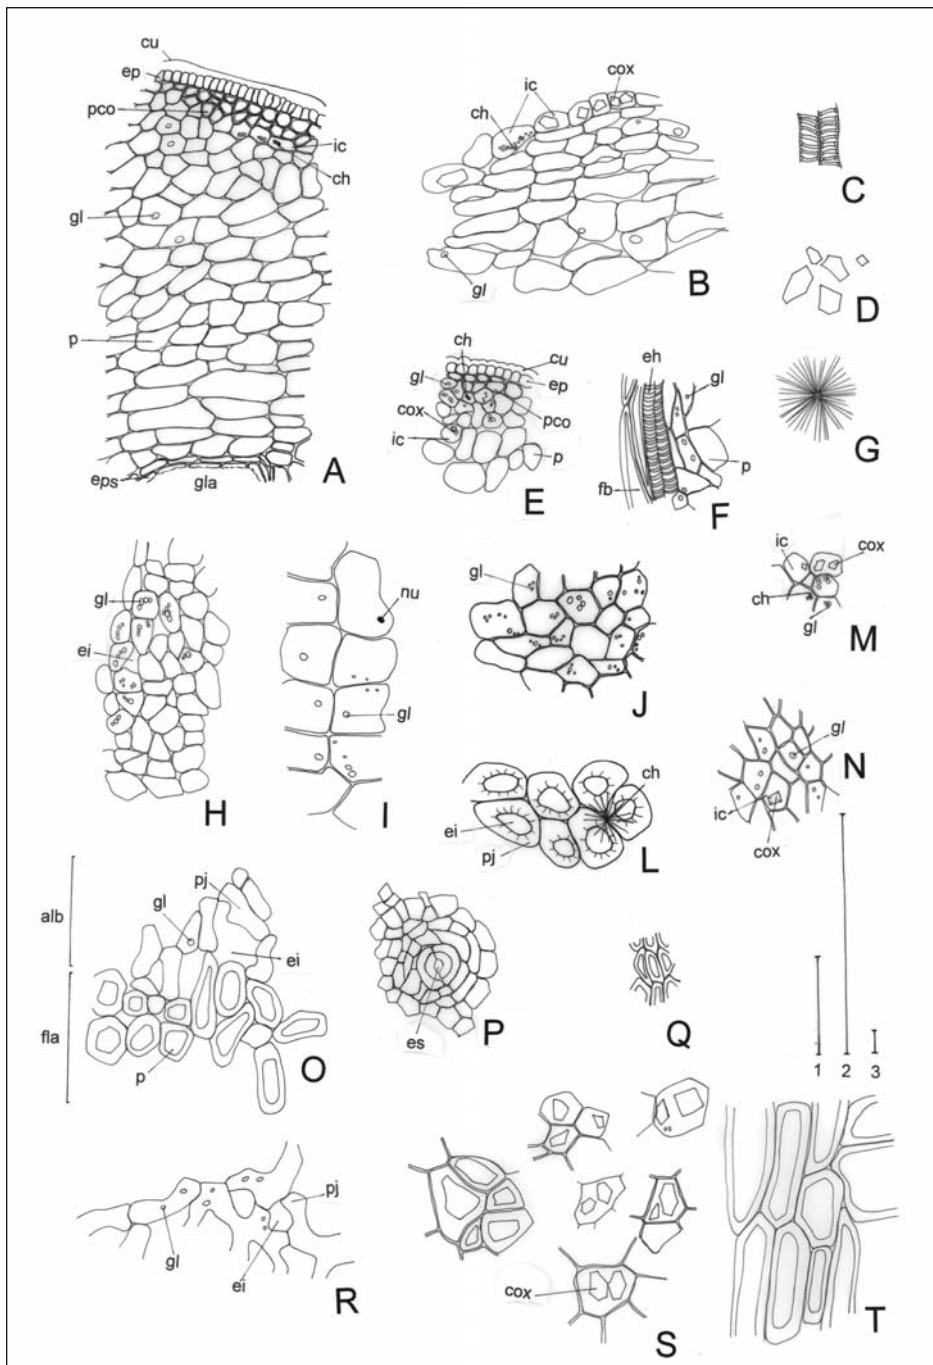 cu
ep
pco
ic
ch
gl
p
eps
gla
A
ic
cox
ch
gl
B
C
D
ch
cu
gl
ep
cox
pco
ic
p
E
eh
gl
p
fb
F
G
gl
ei
H
nu
gl
I
gl
J
ic
cox
ch
gl
M
ch
ei
pj
L
gl
N
ic
cox
alb
fla
pj
gl
ei
p
O
es
P
Q
1 2 3
pj
gl
ei
R
cox
S
T